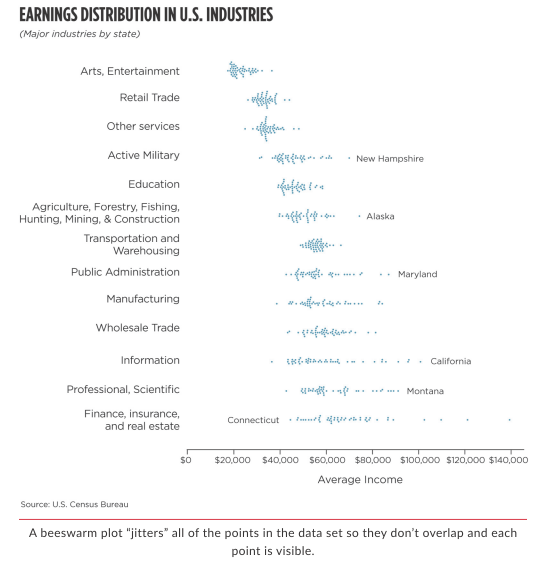 EARNINGS DISTRIBUTION IN U.S. INDUSTRIES
(Major industries by state)
Arts, Entertainment
Retail Trade
Other services
Active Military
New Hampshire
Education
Agriculture, Forestry, Fishing,
Hunting, Mining, & Construction
Alaska
Transportation and
Warehousing
Public Administration
Maryland
Manufacturing
Wholesale Trade
Information
California
Professional, Scientific
Montana
Finance, insurance,
and real estate
Connecticut
$0 $20,000 $40,000 $60,000 $80,000 $100,000 $120,000 $140,000
Average Income
Source: U.S. Census Bureau
A beeswarm plot “jitters” all of the points in the data set so they don’t overlap and each
point is visible.